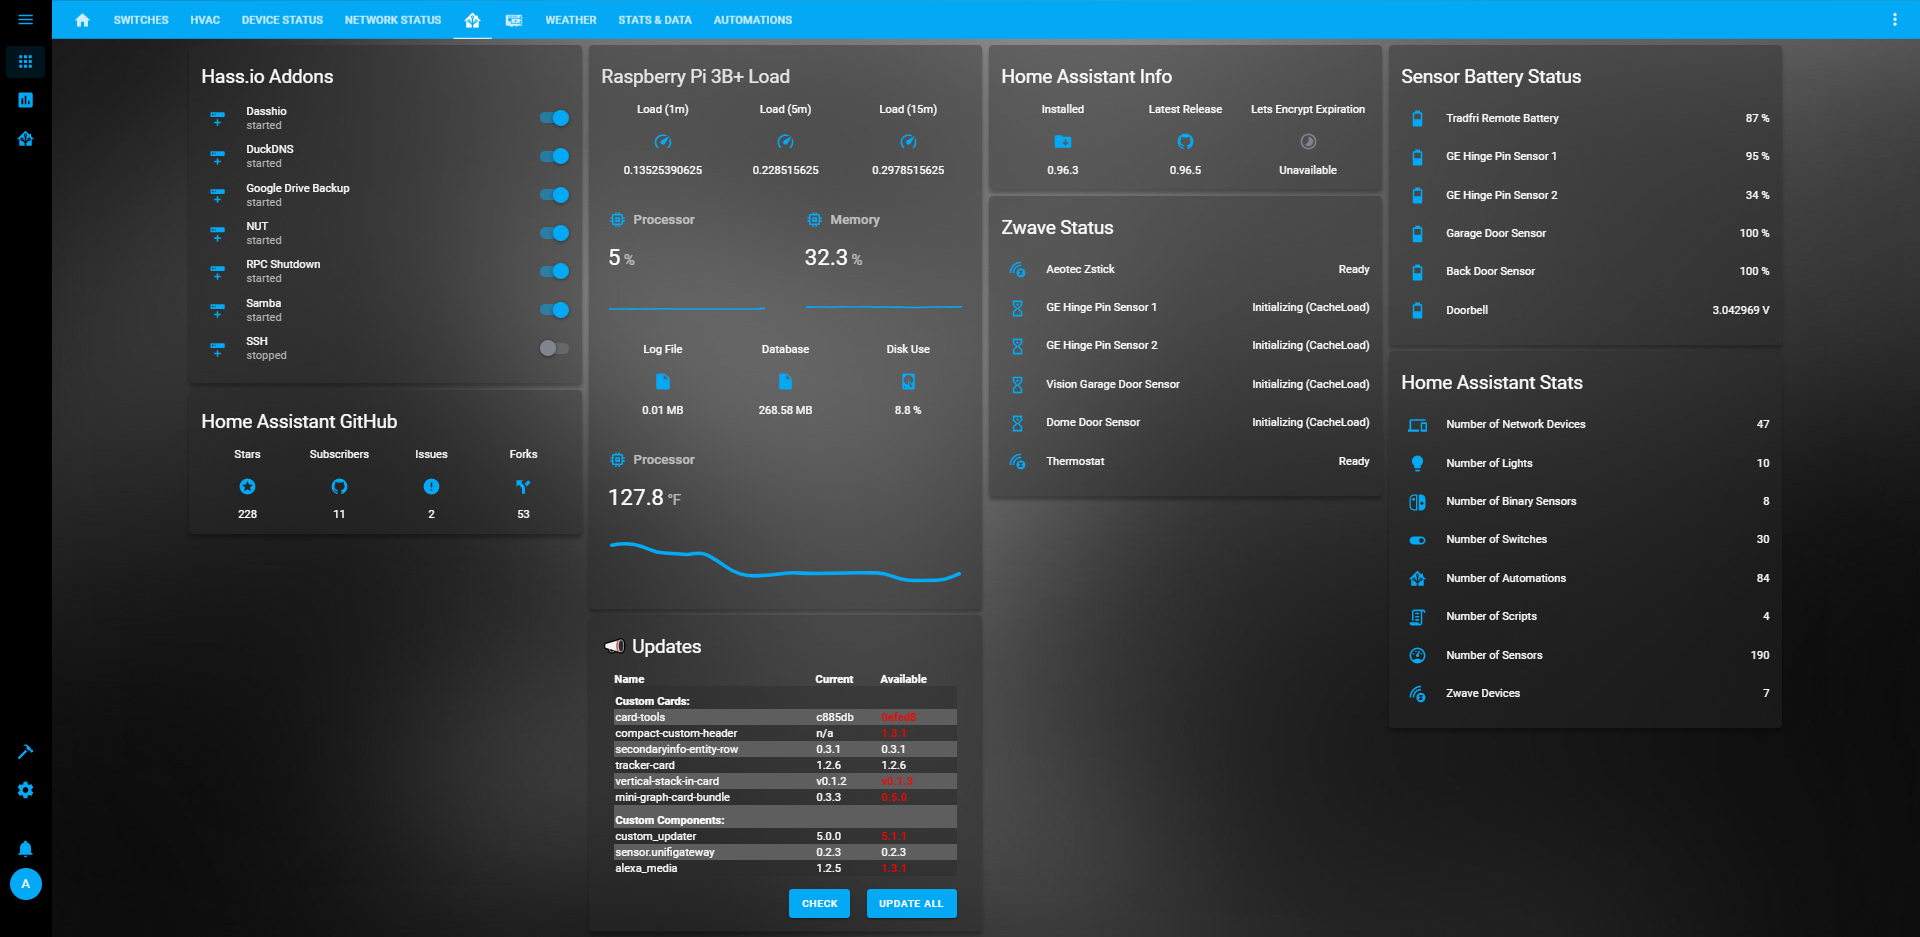 SWITCHES HVAC DEVICE STATUS NETWORK STATUS WEATHER STATS & DATA AUTOMATIONS
Hass.io Addons
Dasshio
started
DuckDNS
started
Google Drive Backup
started
NUT
started
RPC Shutdown
started
Samba
started
SSH
stopped
Home Assistant GitHub
Stars Subscribers Issues Forks
228 11 2 53
Raspberry Pi 3B+ Load
Load (1m) Load (5m) Load (15m)
0.13525390625 0.228515625 0.2978515625
Processor Memory
5 % 32.3 %
Log File Database Disk Use
0.01 MB 268.58 MB 8.8 %
Processor
127.8 °F
Updates
Name Current Available
Custom Cards:
card-tools c885db 0efed8
compact-custom-header n/a 1.3.1
secondaryinfo-entity-row 0.3.1 0.3.1
tracker-card 1.2.6 1.2.6
vertical-stack-in-card v0.1.2 v0.1.3
mini-graph-card-bundle 0.3.3 0.5.0
Custom Components:
custom_updater 5.0.0 5.1.1
sensor.unifigateway 0.2.3 0.2.3
alexa_media 1.2.5 1.3.1
CHECK UPDATE ALL
Home Assistant Info
Installed Latest Release Lets Encrypt Expiration
0.96.3 0.96.5 Unavailable
Zwave Status
Aeotec Zstick Ready
GE Hinge Pin Sensor 1 Initializing (CacheLoad)
GE Hinge Pin Sensor 2 Initializing (CacheLoad)
Vision Garage Door Sensor Initializing (CacheLoad)
Dome Door Sensor Initializing (CacheLoad)
Thermostat Ready
Sensor Battery Status
Tradfri Remote Battery 87 %
GE Hinge Pin Sensor 1 95 %
GE Hinge Pin Sensor 2 34 %
Garage Door Sensor 100 %
Back Door Sensor 100 %
Doorbell 3.042969 V
Home Assistant Stats
Number of Network Devices 47
Number of Lights 10
Number of Binary Sensors 8
Number of Switches 30
Number of Automations 84
Number of Scripts 4
Number of Sensors 190
Zwave Devices 7
A